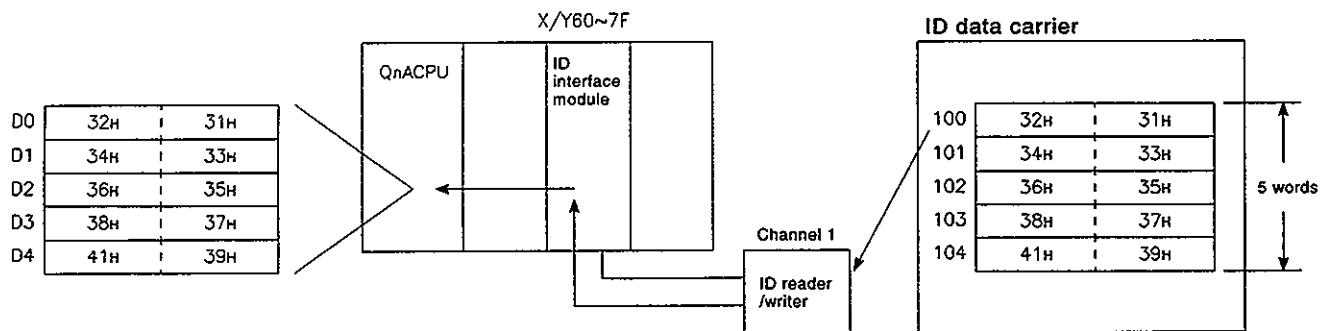 X/Y60~7F
ID data carrier
QnACPU
ID
interface
module
D0 32H 31H
D1 34H 33H
D2 36H 35H
D3 38H 37H
D4 41H 39H
100 32H 31H
101 34H 33H
102 36H 35H
103 38H 37H
104 41H 39H
5 words
Channel 1
ID reader
/writer